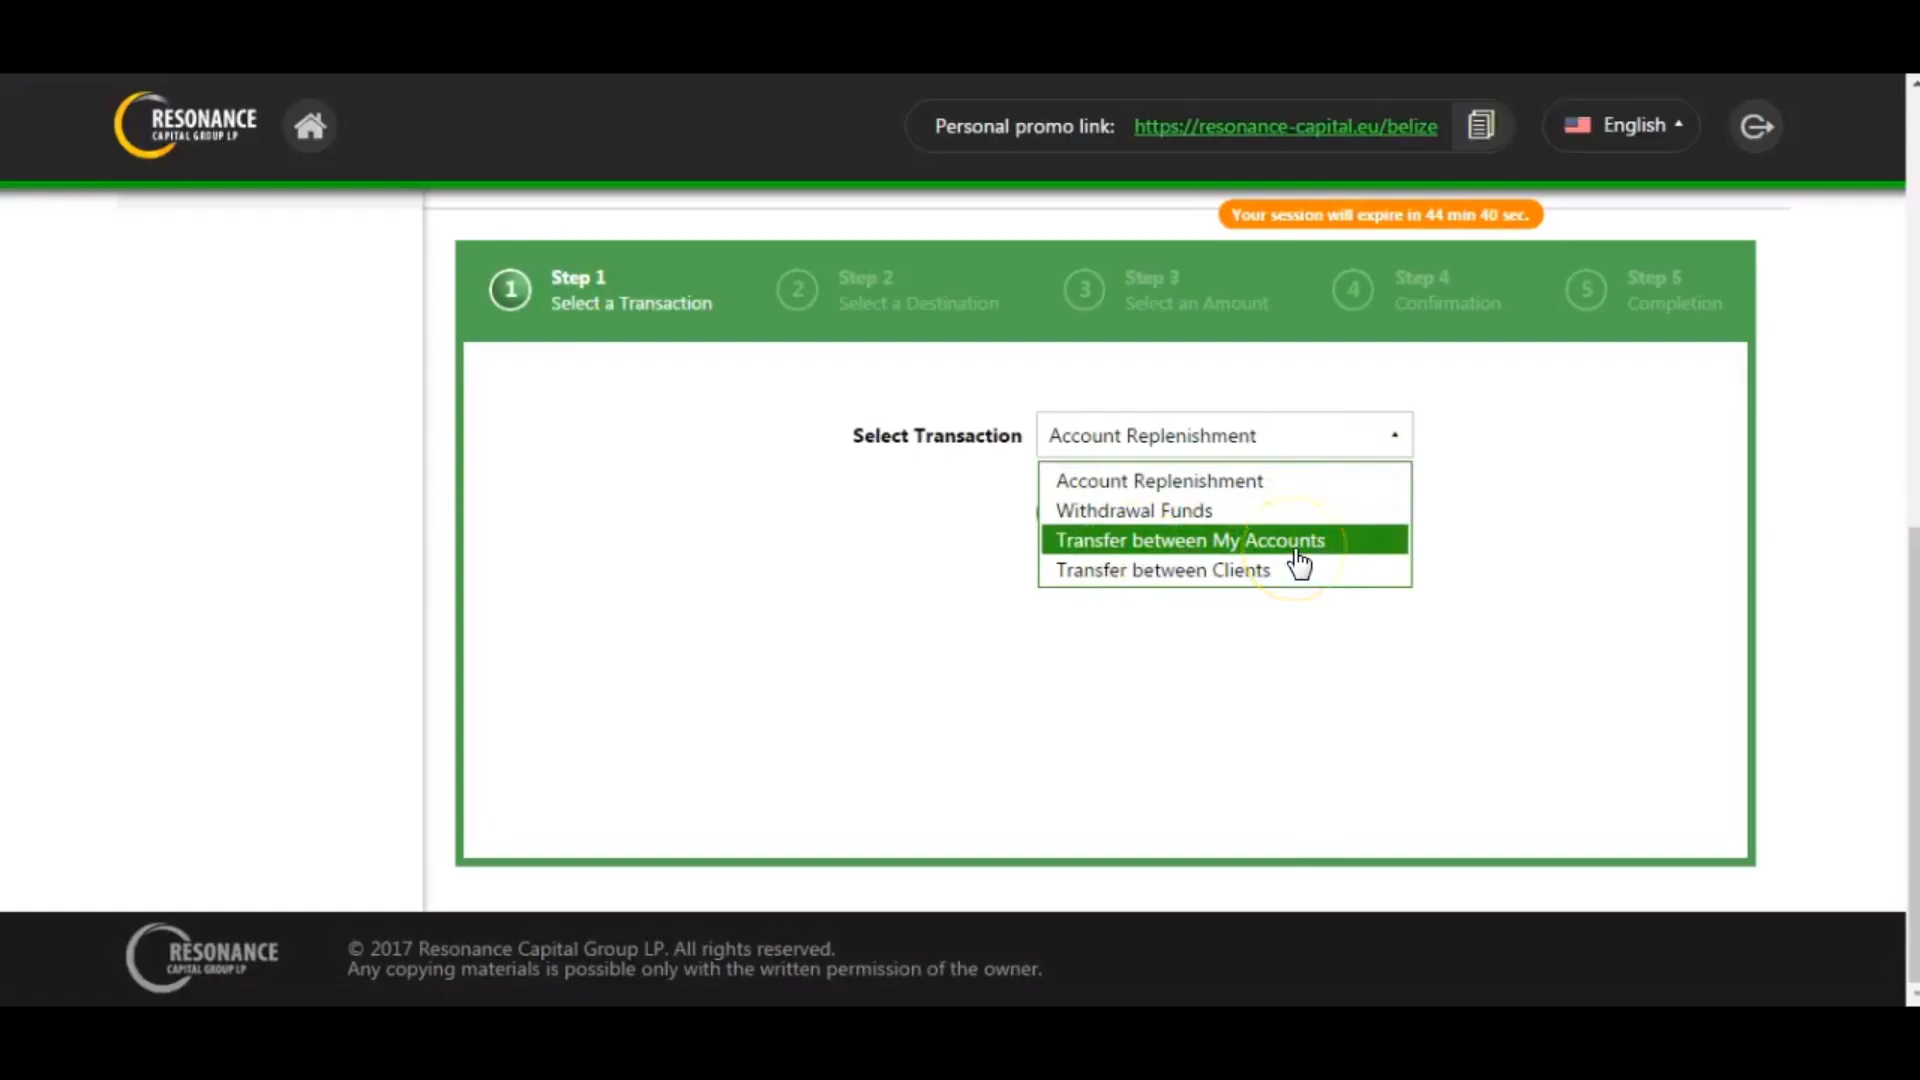 RESONANCE
CAPITAL GROUP LP
Personal promo link: https://resonance-capital.eu/belize
English
Your session will expire in 44 min 40 sec.
1 Step 1
Select a Transaction
2 Step 2
Select a Destination
3 Step 3
Select an Amount
4 Step 4
Confirmation
5 Step 5
Completion
Select Transaction Account Replenishment
Account Replenishment
Withdrawal Funds
Transfer between My Accounts
Transfer between Clients
RESONANCE
CAPITAL GROUP LP
© 2017 Resonance Capital Group LP. All rights reserved.
Any copying materials is possible only with the written permission of the owner.